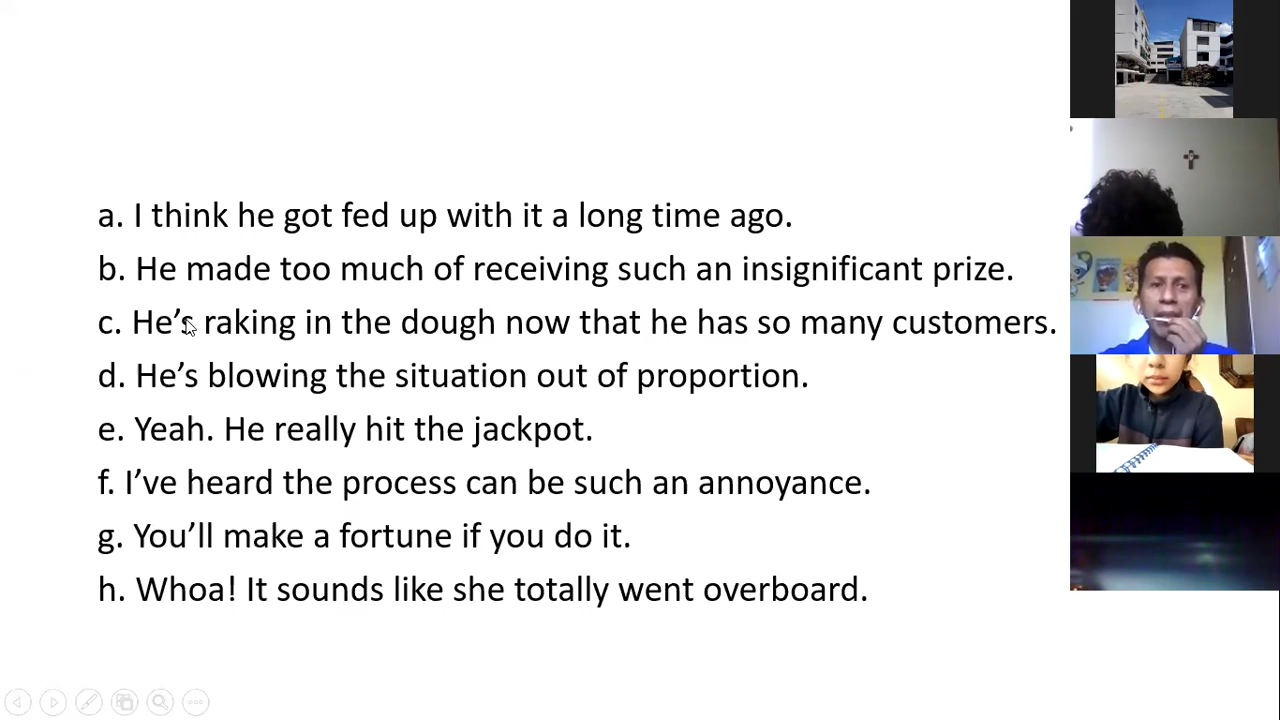 a. I think he got fed up with it a long time ago.
b. He made too much of receiving such an insignificant prize.
c. He’s raking in the dough now that he has so many customers.
d. He’s blowing the situation out of proportion.
e. Yeah. He really hit the jackpot.
f. I’ve heard the process can be such an annoyance.
g. You’ll make a fortune if you do it.
h. Whoa! It sounds like she totally went overboard.